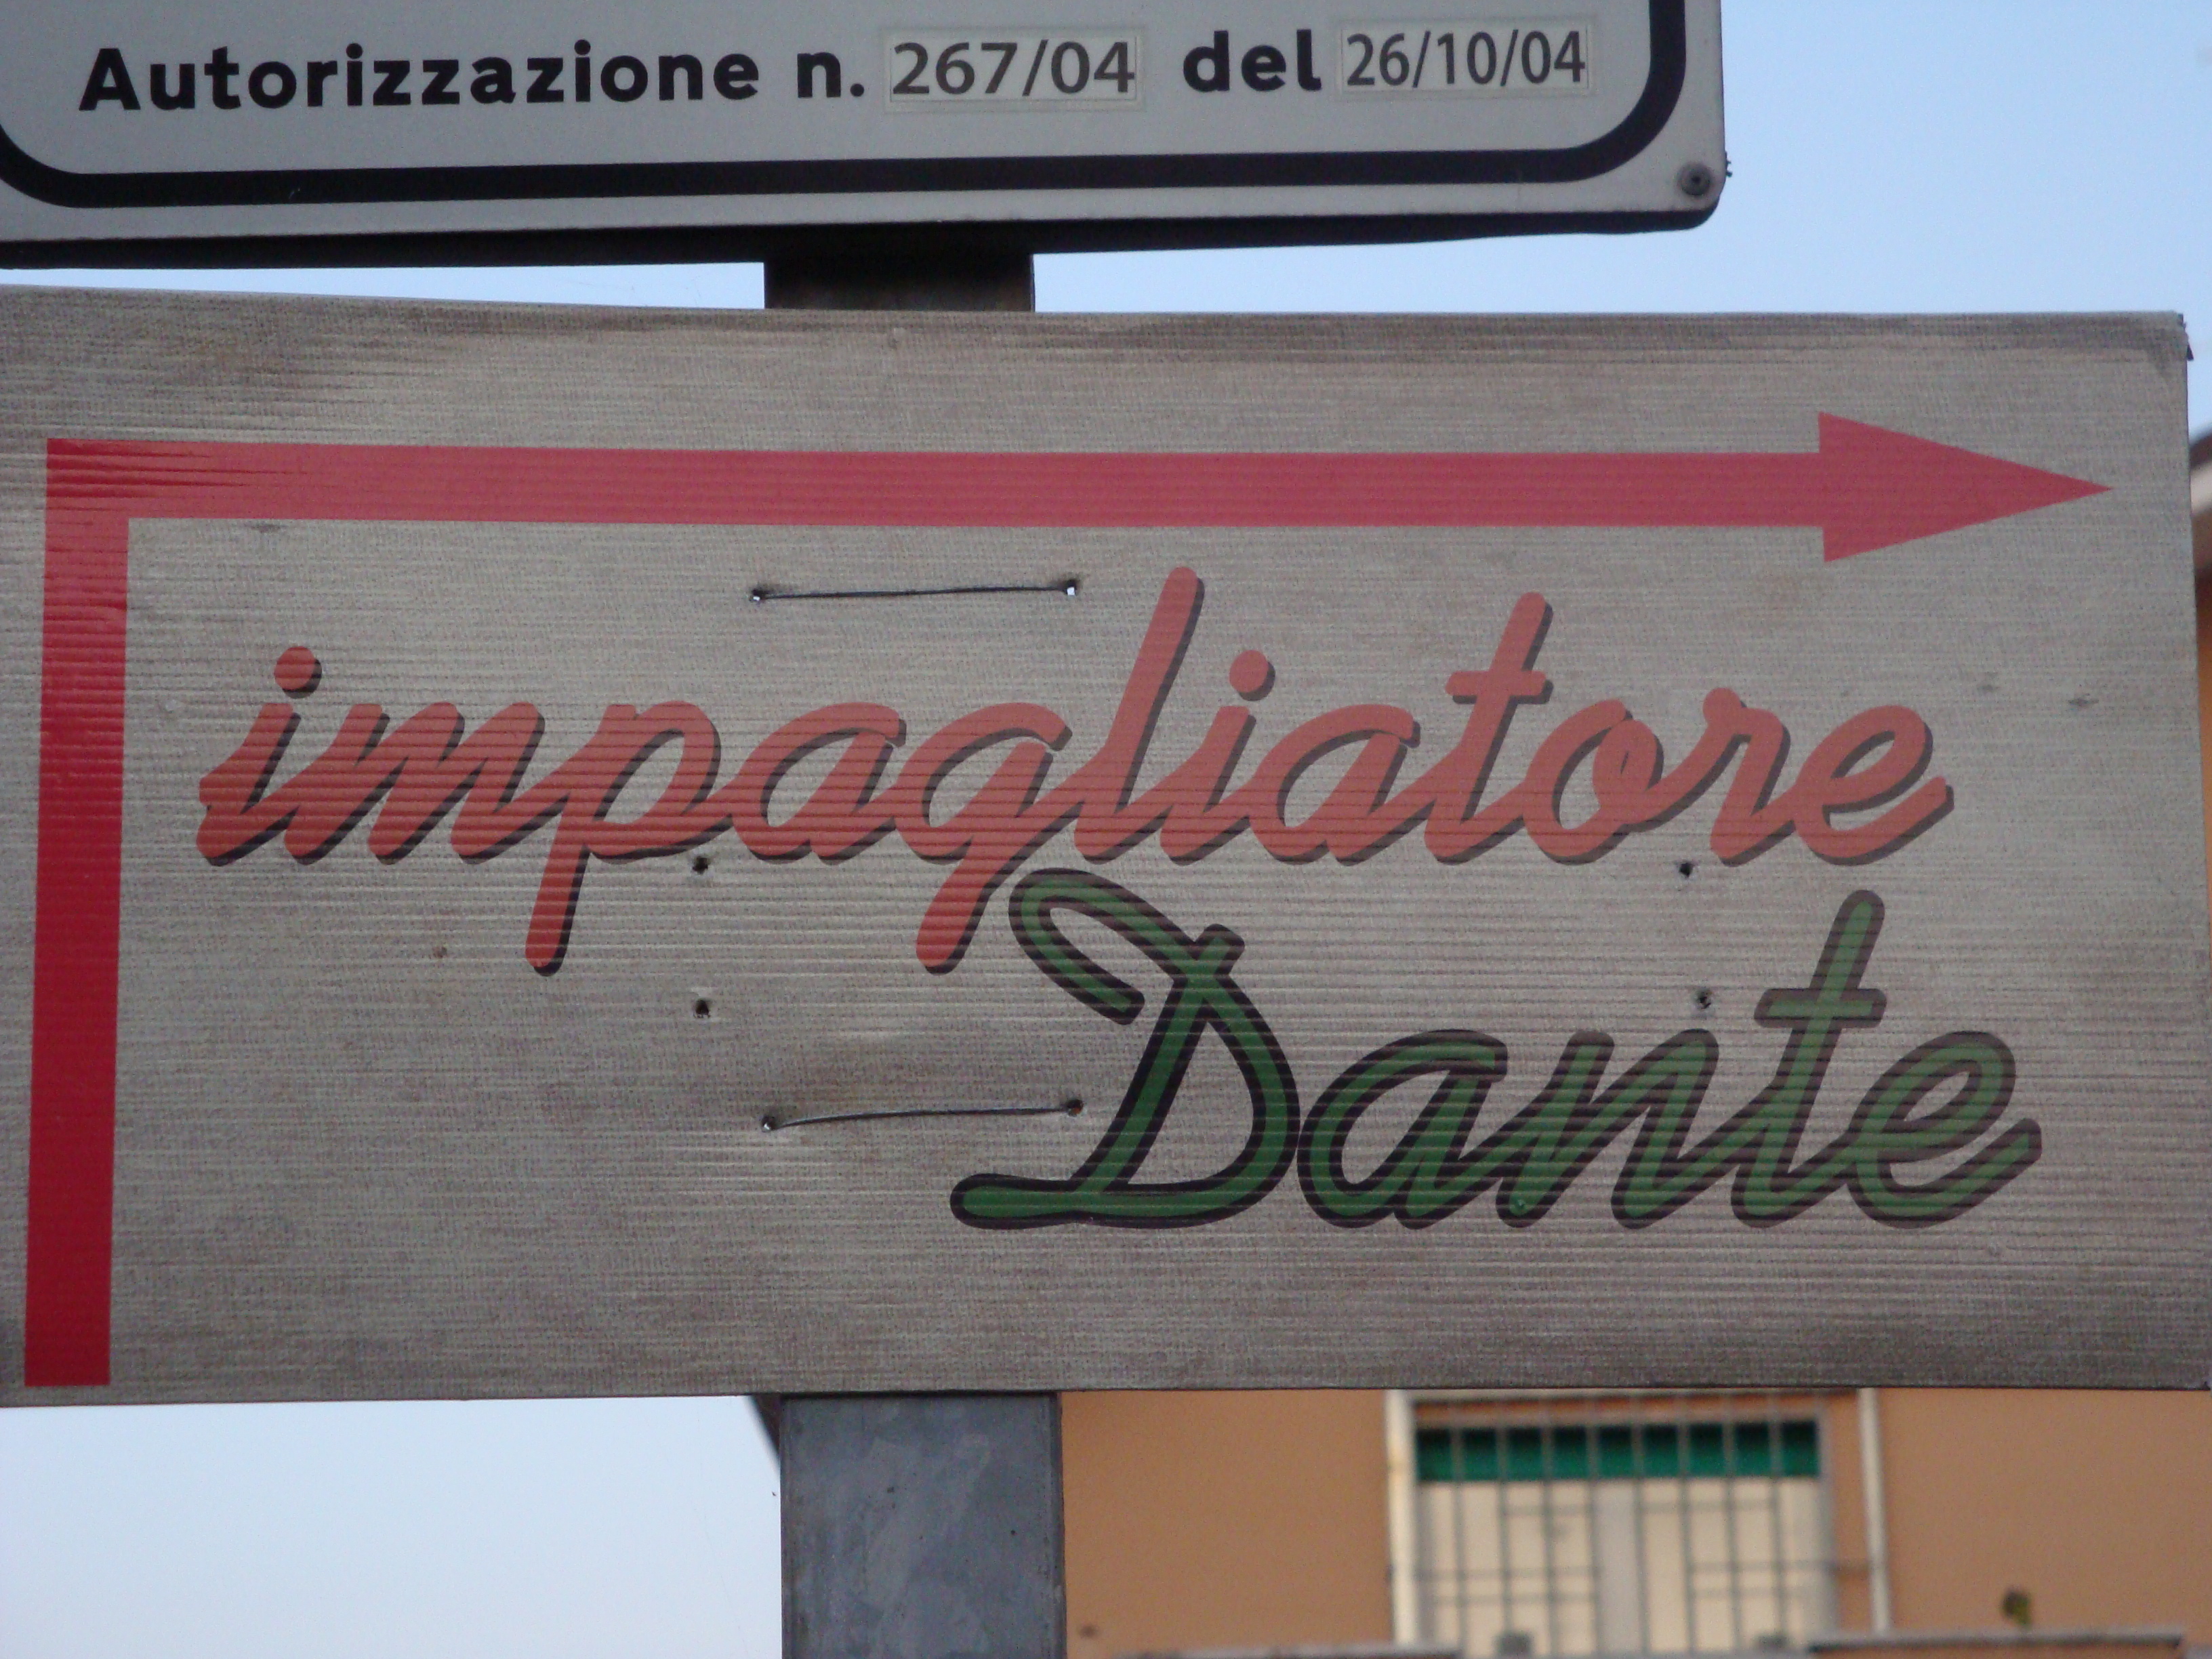 Autorizzazione n. 267/04 del 26/10/04
impagliatore
Dante